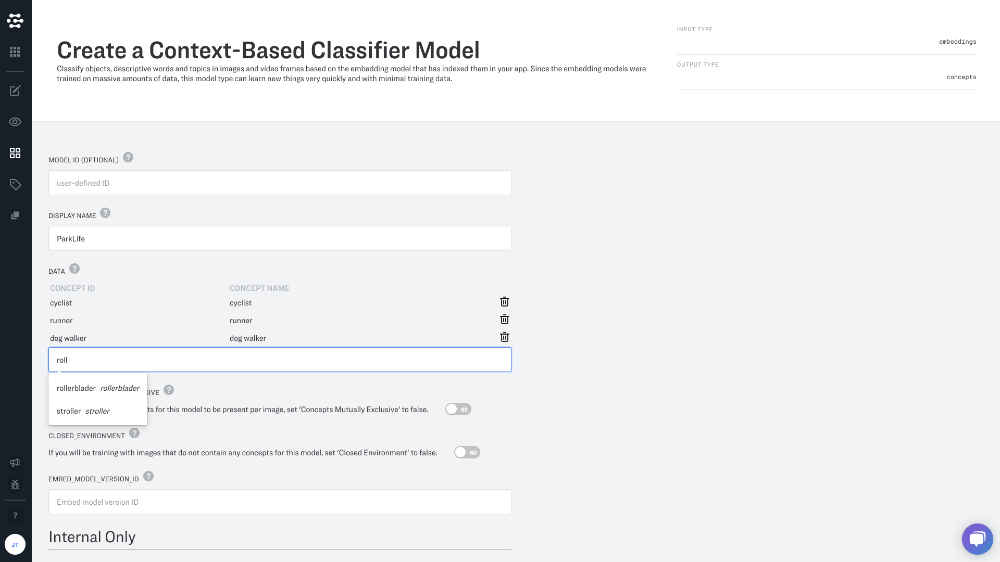 INPUT TYPE
embeddings
Create a Context-Based Classifier Model
Classify objects, descriptive words and topics in images and video frames based on the embedding model that has indexed them in your app. Since the embedding models were
trained on massive amounts of data, this model type can learn new things very quickly and with minimal training data.
OUTPUT TYPE
concepts
MODEL ID (OPTIONAL) ?
user-defined ID
DISPLAY NAME ?
ParkLife
DATA ?
CONCEPT ID CONCEPT NAME
cyclist cyclist
runner runner
dog walker dog walker
roll
rollerblader rollerblader
stroller stroller
IVE ?
ts for this model to be present per image, set 'Concepts Mutually Exclusive' to false. NO
CLOSED_ENVIRONMENT ?
If you will be training with images that do not contain any concepts for this model, set 'Closed Environment' to false. NO
EMBED_MODEL_VERSION_ID ?
Embed model version ID
Internal Only
?
JT